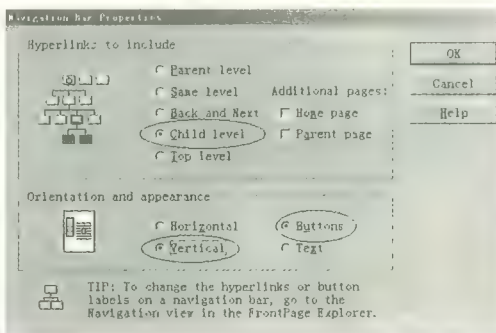 Navigation Bar Properties
Hyperlinks to include
Parent level
Same level
Back and Next
Child level
Top level
Additional pages:
Home page
Parent page
Orientation and appearance
Horizontal
Vertical
Buttons
Text
TIP: To change the hyperlinks or button
labels on a navigation bar, go to the
Navigation view in the FrontPage Explorer.
OK
Cancel
Help